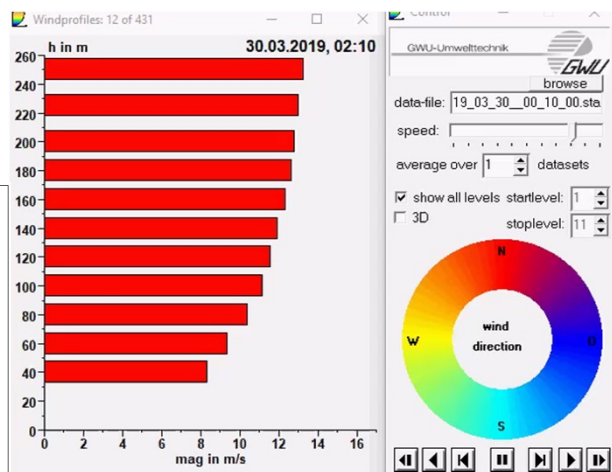 Windprofiles: 12 of 431
h in m
30.03.2019, 02:10
260
240
220
200
180
160
140
120
100
80
60
40
20
0
0 2 4 6 8 10 12 14 16
mag in m/s
Control
GWU-Umwelttechnik
GWU
browse
data-file: 19_03_30__00_10_00.sta
speed:
average over 1 datasets
show all levels startlevel: 1
3D
stoplevel: 11
N
W
wind
O
direction
S